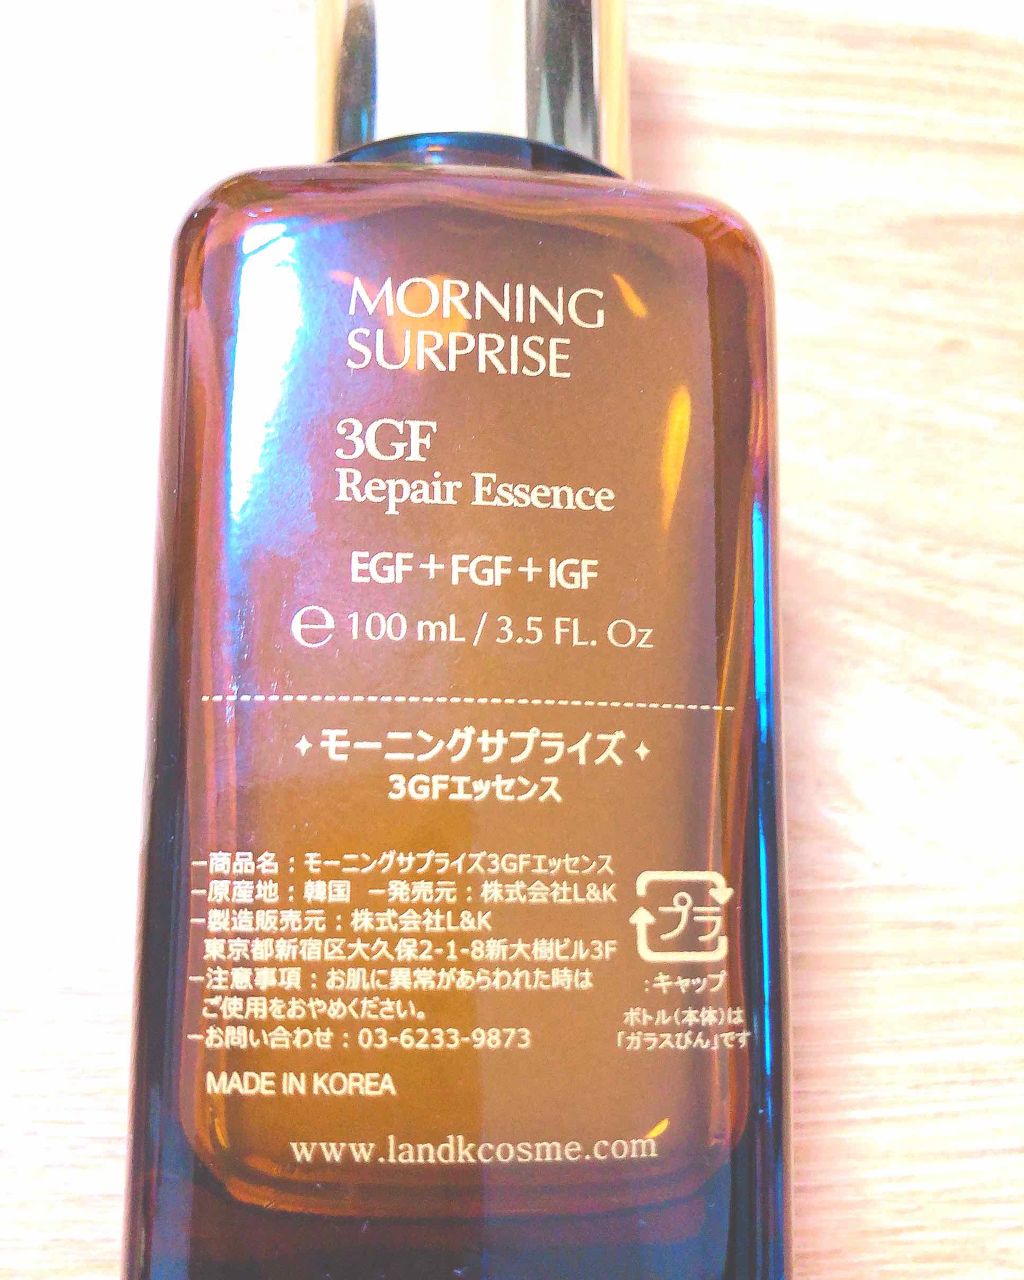 MORNING
SURPRISE
3GF
Repair Essence
EGF+FGF+IGF
℮ 100 mL / 3.5 FL. Oz
✦モーニングサプライズ✦
3GFエッセンス
−商品名：モーニングサプライズ3GFエッセンス
−原産地：韓国 −発売元：株式会社L&K
−製造販売元：株式会社L&K
東京都新宿区大久保2-1-8新大樹ビル3F
−注意事項：お肌に異常があらわれた時は
ご使用をおやめください。
−お問い合わせ：03-6233-9873
プラ
:キャップ
ボトル(本体)は
「ガラスびん」です
MADE IN KOREA
www.landkcosme.com